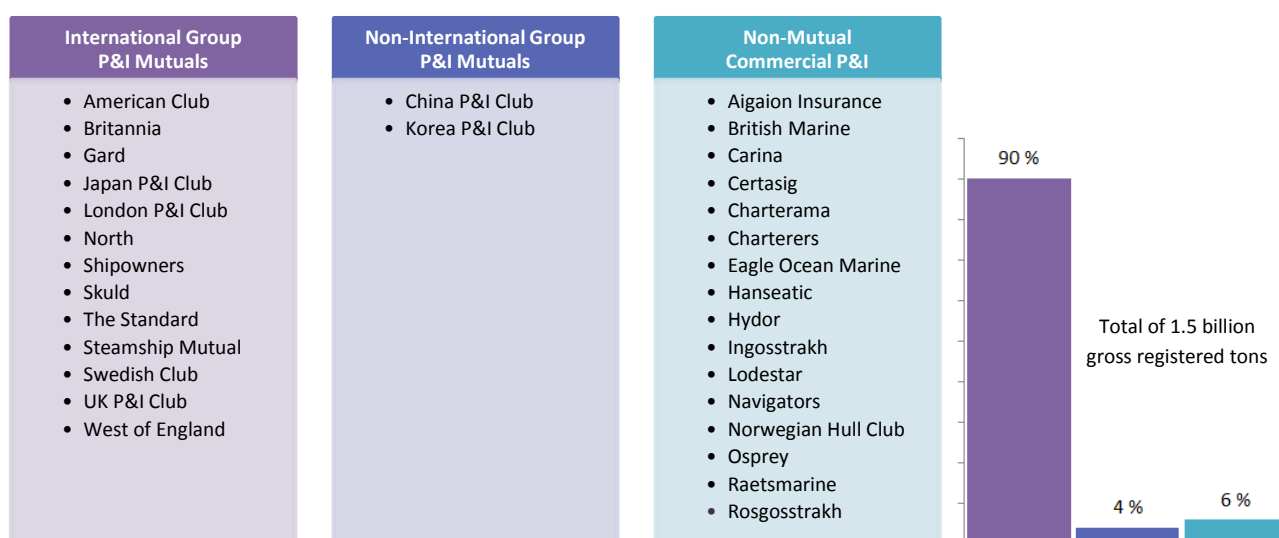 International Group
P&I Mutuals
• American Club
• Britannia
• Gard
• Japan P&I Club
• London P&I Club
• North
• Shipowners
• Skuld
• The Standard
• Steamship Mutual
• Swedish Club
• UK P&I Club
• West of England
Non-International Group
P&I Mutuals
• China P&I Club
• Korea P&I Club
Non-Mutual
Commercial P&I
• Aigaion Insurance
• British Marine
• Carina
• Certasig
• Charterama
• Charterers
• Eagle Ocean Marine
• Hanseatic
• Hydor
• Ingosstrakh
• Lodestar
• Navigators
• Norwegian Hull Club
• Osprey
• Raetsmarine
• Rosgosstrakh
90 %
Total of 1.5 billion
gross registered tons
4 %
6 %